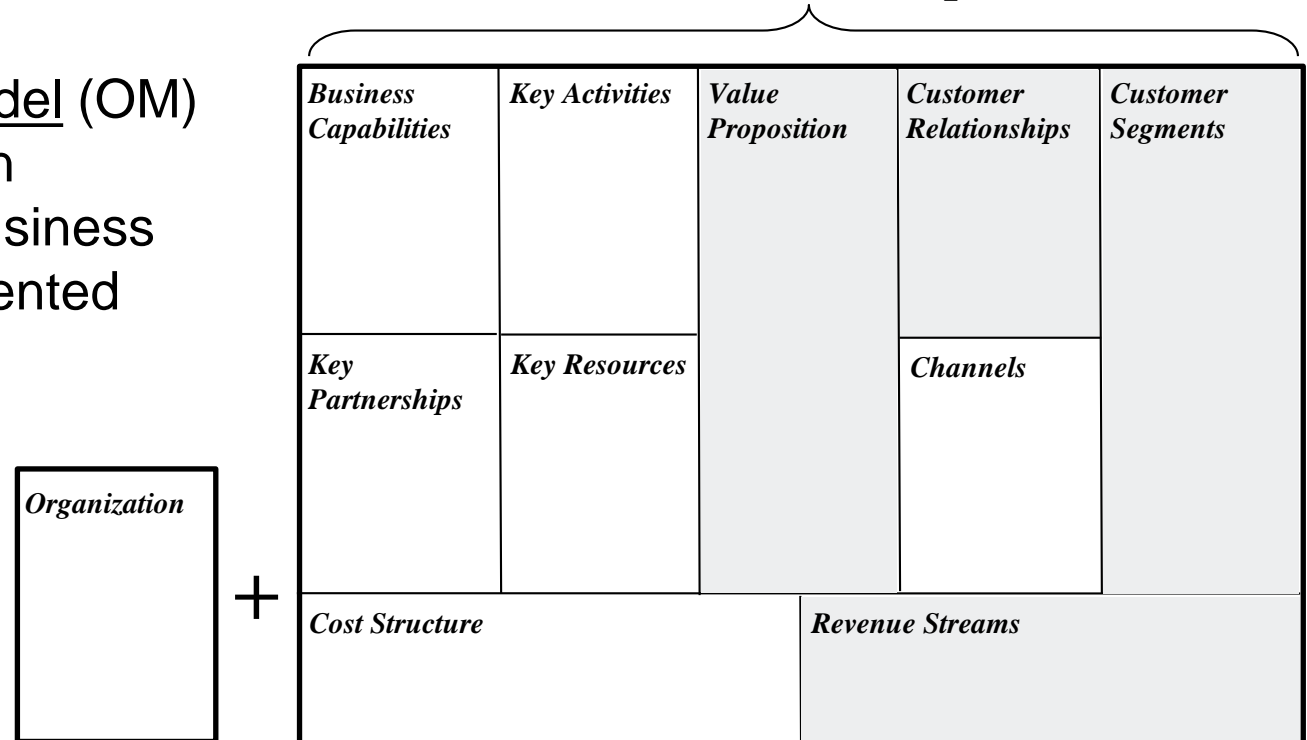 del (OM)
n
siness
ented
Business
Capabilities
Key Activities
Value
Proposition
Customer
Relationships
Customer
Segments
Key
Partnerships
Key Resources
Channels
Organization
+
Cost Structure
Revenue Streams